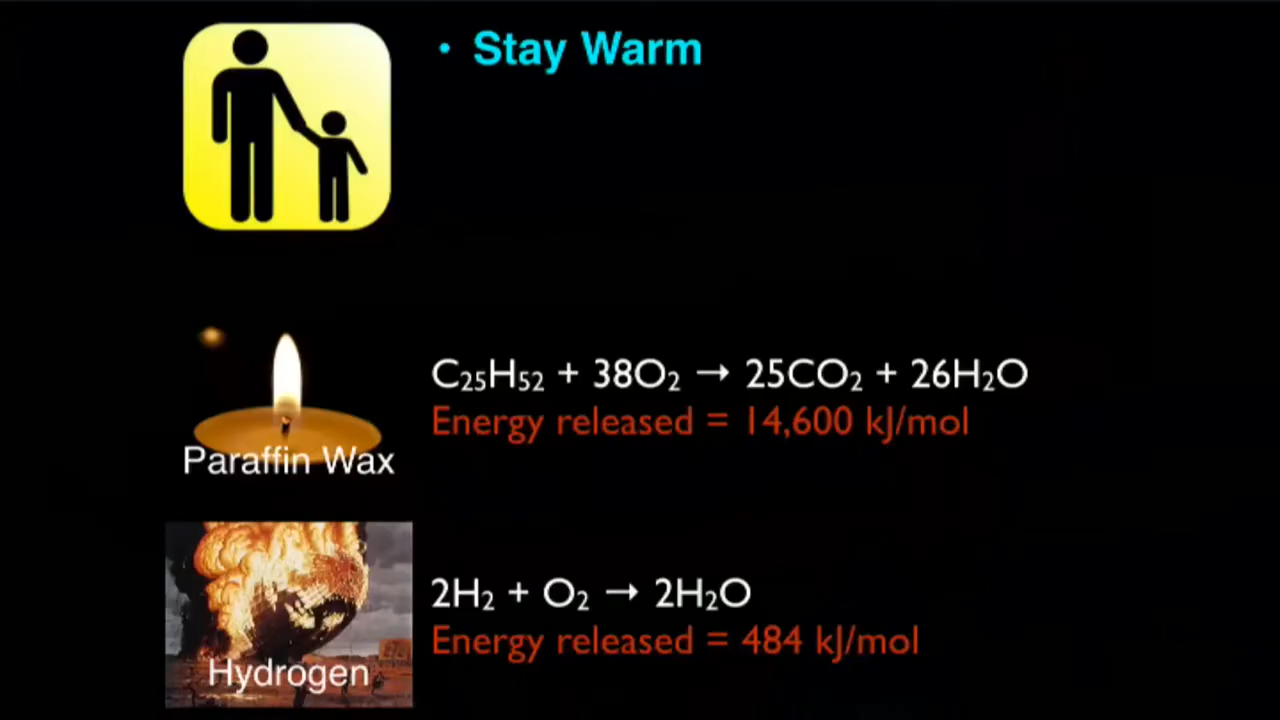 • Stay Warm
C₂₅H₅₂ + 38O₂ → 25CO₂ + 26H₂O
Energy released = 14,600 kJ/mol
Paraffin Wax
2H₂ + O₂ → 2H₂O
Energy released = 484 kJ/mol
Hydrogen